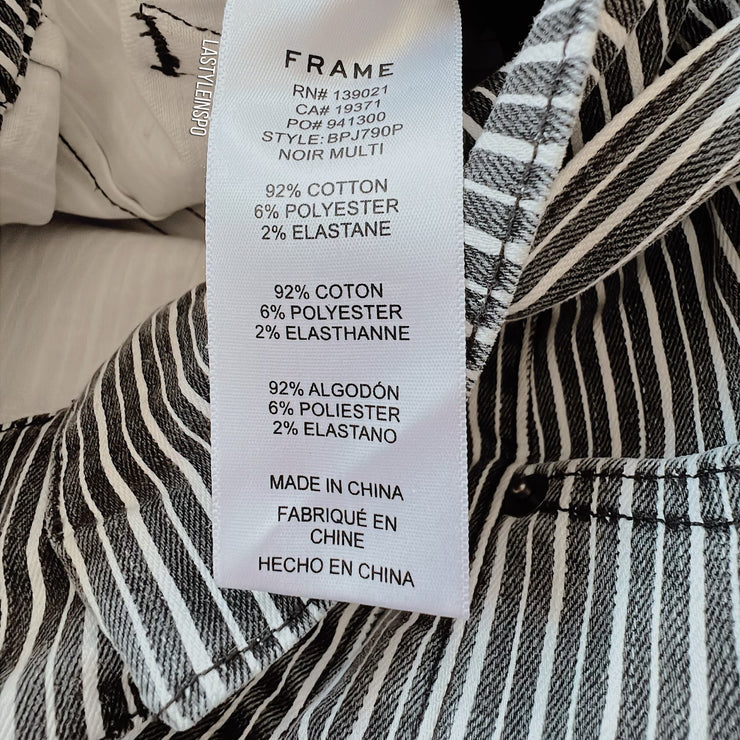 LASTYLEINSPO
FRAME
RN# 139021
CA# 19371
PO# 941300
STYLE: BPJ790P
NOIR MULTI
92% COTTON
6% POLYESTER
2% ELASTANE
92% COTON
6% POLYESTER
2% ELASTHANNE
92% ALGODÓN
6% POLIESTER
2% ELASTANO
MADE IN CHINA
FABRIQUÉ EN
CHINE
HECHO EN CHINA